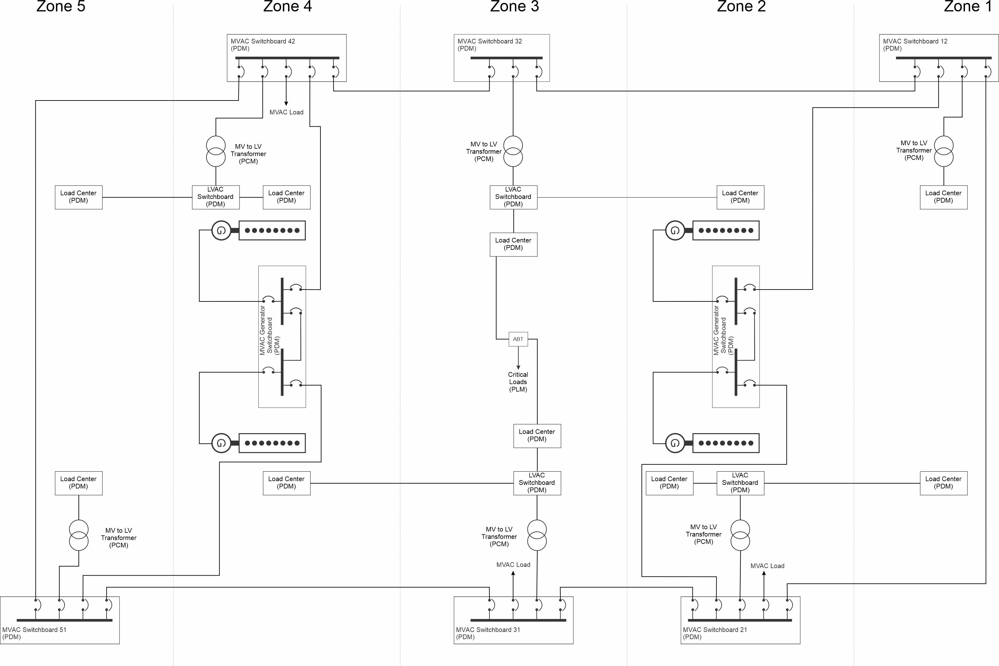 Zone 5
Zone 4
Zone 3
Zone 2
Zone 1
MVAC Switchboard 42
(PDM)
MVAC Switchboard 32
(PDM)
MVAC Switchboard 12
(PDM)
MVAC Load
MV to LV
Transformer
(PCM)
MV to LV
Transformer
(PCM)
MV to LV
Transformer
(PCM)
Load Center
(PDM)
LVAC
Switchboard
(PDM)
Load Center
(PDM)
LVAC
Switchboard
(PDM)
Load Center
(PDM)
Load Center
(PDM)
G
G
Load Center
(PDM)
MVAC Generator
Switchboard
(PDM)
MVAC Generator
Switchboard
(PDM)
ABT
Critical
Loads
(PLM)
Load Center
(PDM)
G
G
Load Center
(PDM)
Load Center
(PDM)
LVAC
Switchboard
(PDM)
Load Center
(PDM)
LVAC
Switchboard
(PDM)
Load Center
(PDM)
MV to LV
Transformer
(PCM)
MV to LV
Transformer
(PCM)
MV to LV
Transformer
(PCM)
MVAC Load
MVAC Load
MVAC Switchboard 51
(PDM)
MVAC Switchboard 31
(PDM)
MVAC Switchboard 21
(PDM)